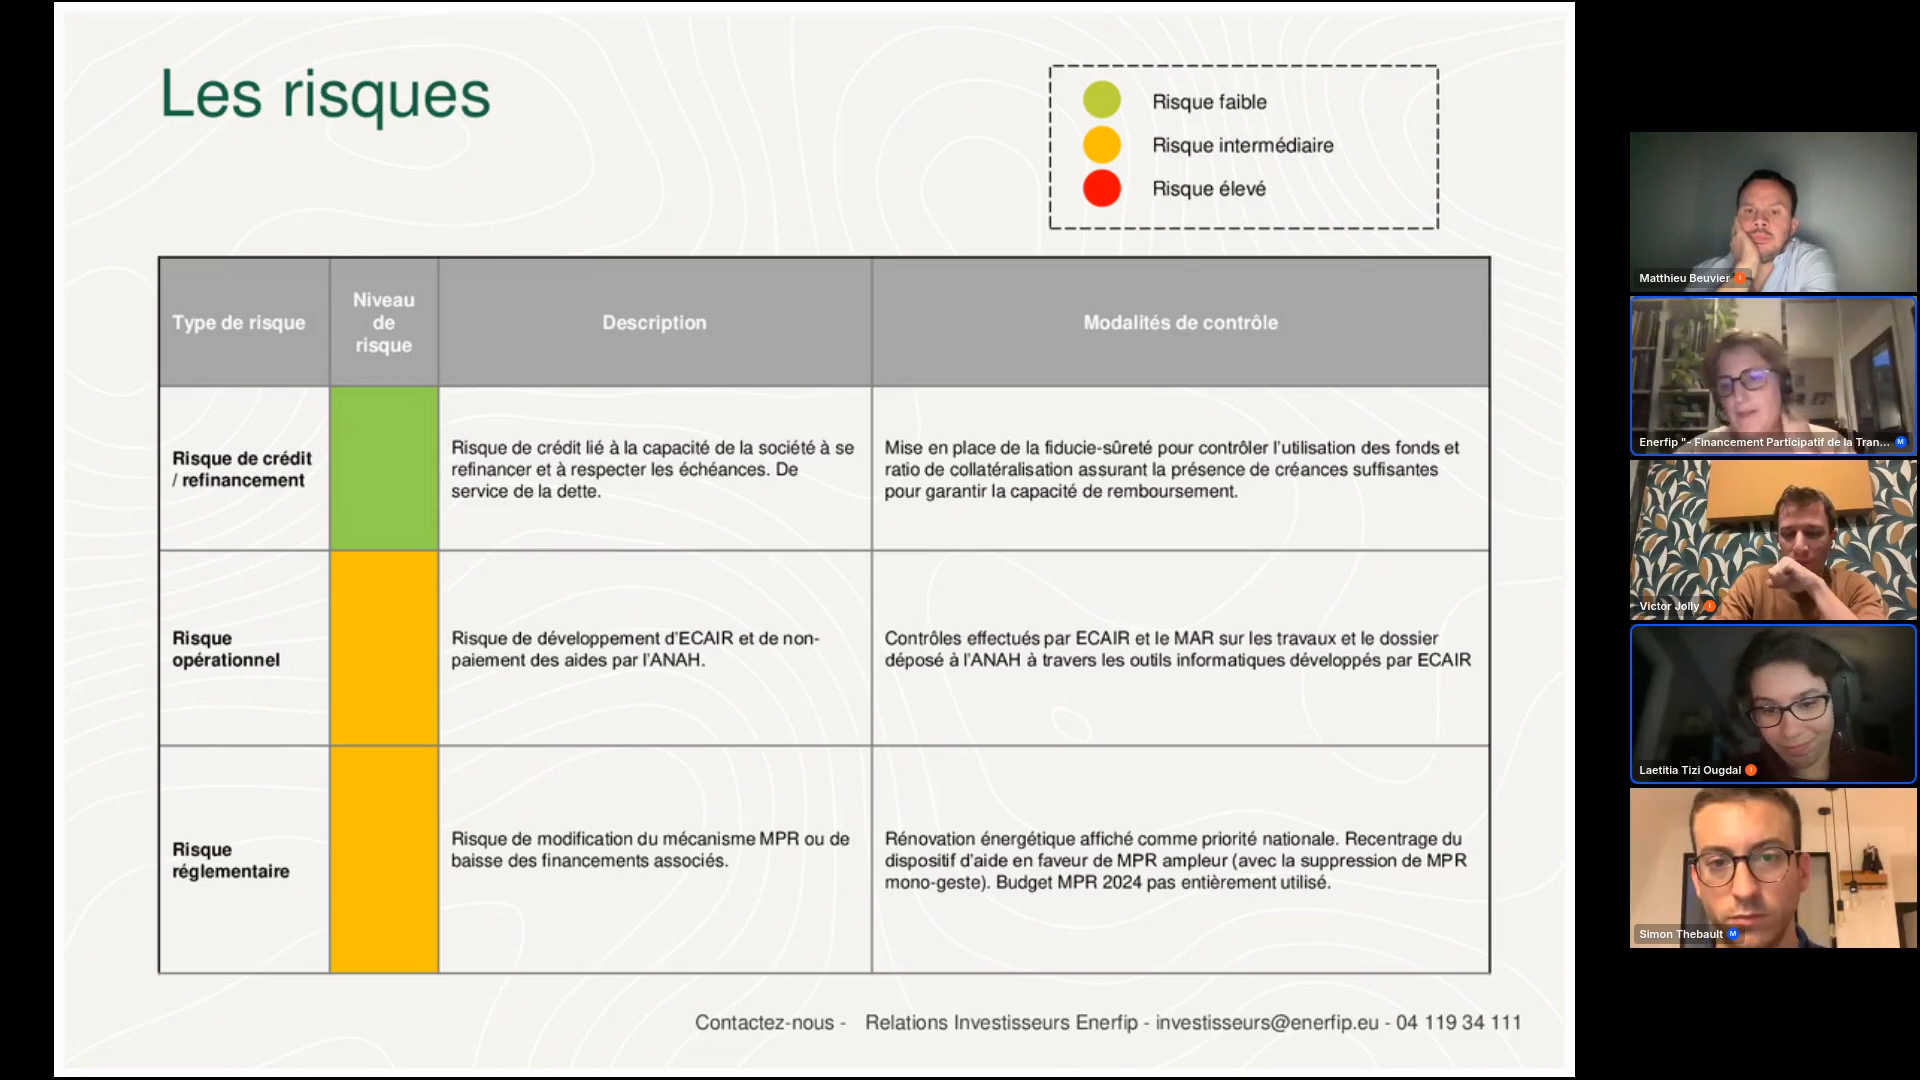 Les risques
Risque faible
Risque intermédiaire
Risque élevé
Type de risque
Niveau
de
risque
Description
Modalités de contrôle
Risque de crédit
/ refinancement
Risque de crédit lié à la capacité de la société à se
refinancer et à respecter les échéances. De
service de la dette.
Mise en place de la fiducie-sûreté pour contrôler l'utilisation des fonds et
ratio de collatéralisation assurant la présence de créances suffisantes
pour garantir la capacité de remboursement.
Risque
opérationnel
Risque de développement d'ECAIR et de non-
paiement des aides par l'ANAH.
Contrôles effectués par ECAIR et le MAR sur les travaux et le dossier
déposé à l'ANAH à travers les outils informatiques développés par ECAIR
Risque
réglementaire
Risque de modification du mécanisme MPR ou de
baisse des financements associés.
Rénovation énergétique affiché comme priorité nationale. Recentrage du
dispositif d'aide en faveur de MPR ampleur (avec la suppression de MPR
mono-geste). Budget MPR 2024 pas entièrement utilisé.
Contactez-nous - Relations Investisseurs Enerfip - investisseurs@enerfip.eu - 04 119 34 111
Matthieu Beuvier I
Enerfip "- Financement Participatif de la Tran... M
Victor Jolly I
Laetitia Tizi Ougdal I
Simon Thebault M